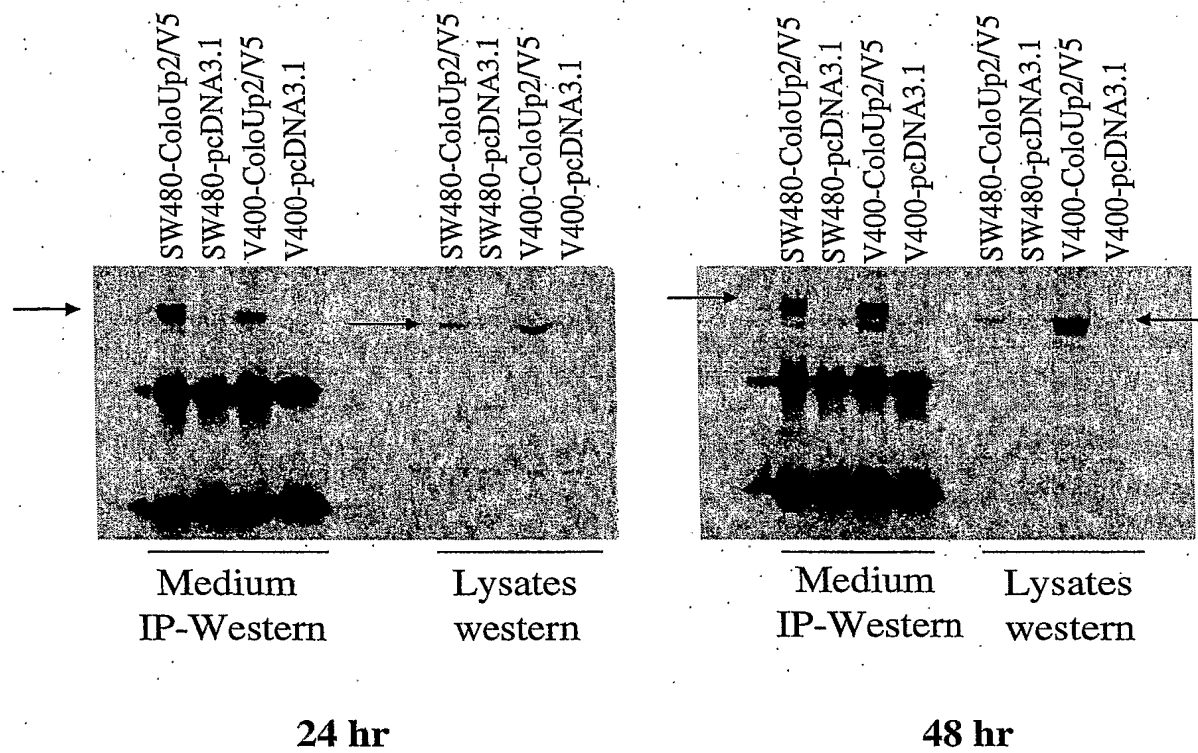 SW480-ColoUp2/V5
SW480-pcDNA3.1
V400-ColoUp2/V5
V400-pcDNA3.1
SW480-ColoUp2/V5
SW480-pcDNA3.1
V400-ColoUp2/V5
V400-pcDNA3.1
SW480-ColoUp2/V5
SW480-pcDNA3.1
V400-ColoUp2/V5
V400-pcDNA3.1
SW480-ColoUp2/V5
SW480-pcDNA3.1
V400-ColoUp2/V5
V400-pcDNA3.1
Medium
IP-Western
Lysates
western
Medium
IP-Western
Lysates
western
24 hr
48 hr